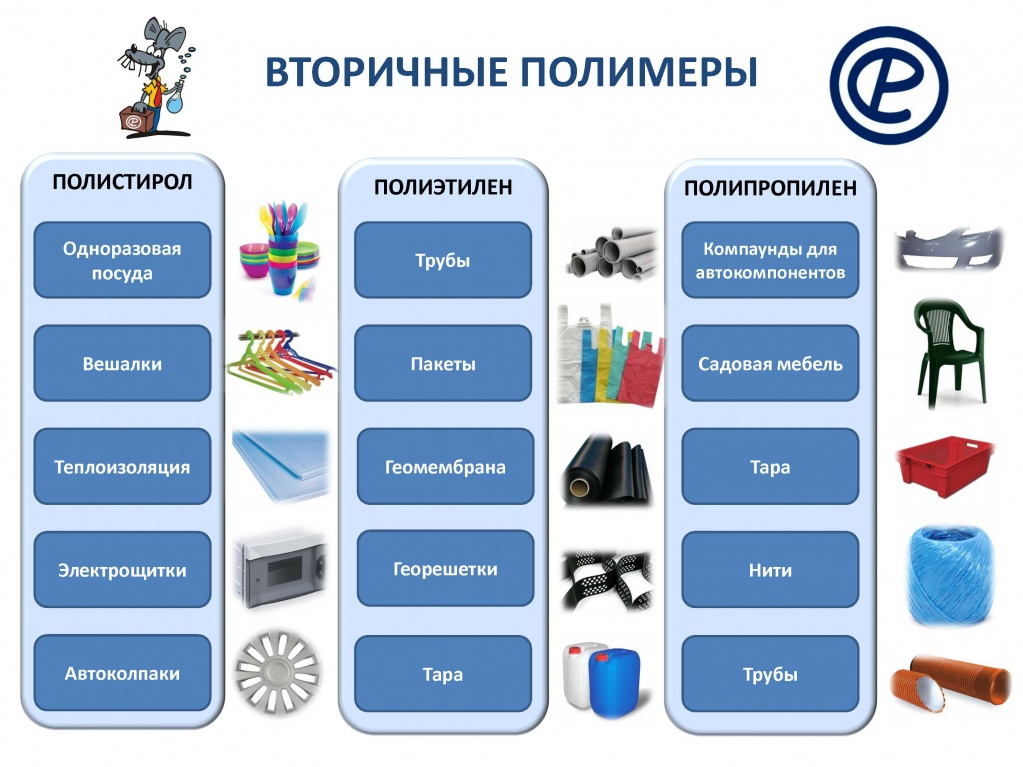 ВТОРИЧНЫЕ ПОЛИМЕРЫ
ПОЛИСТИРОЛ
Одноразовая
посуда
Вешалки
Теплоизоляция
Электрощитки
Автоколпаки
ПОЛИЭТИЛЕН
Трубы
Пакеты
Геомембрана
Георешетки
Тара
ПОЛИПРОПИЛЕН
Компаунды для
автокомпонентов
Садовая мебель
Тара
Нити
Трубы